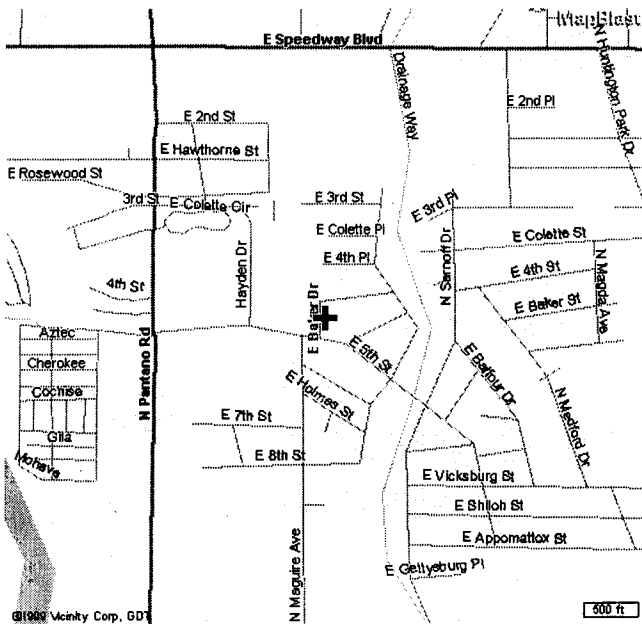 MapBlast
E Speedway Blvd
N Huntington Park Dr
Drainage Way
E 2nd Pl
E 2nd St
E Hawthorne St
E Rosewood St
3rd St
E Colette Cir
E 3rd St
E 3rd Pl
E Colette Pl
E Colette St
E 4th Pl
E 4th St
N Sarnoff Dr
N Magda Ave
Hayden Dr
4th St
E Baker St
E Baker Dr
Aztec
N Pantano Rd
E 5th St
E Balfour Dr
Cherokee
E Holmes St
Cochise
N Medford Dr
E 7th St
Gila
E 8th St
Mohave
E Vicksburg St
E Shiloh St
E Appomattox St
N Maguire Ave
E Gettysburg Pl
©1999 Vicinity Corp, GDT
500 ft